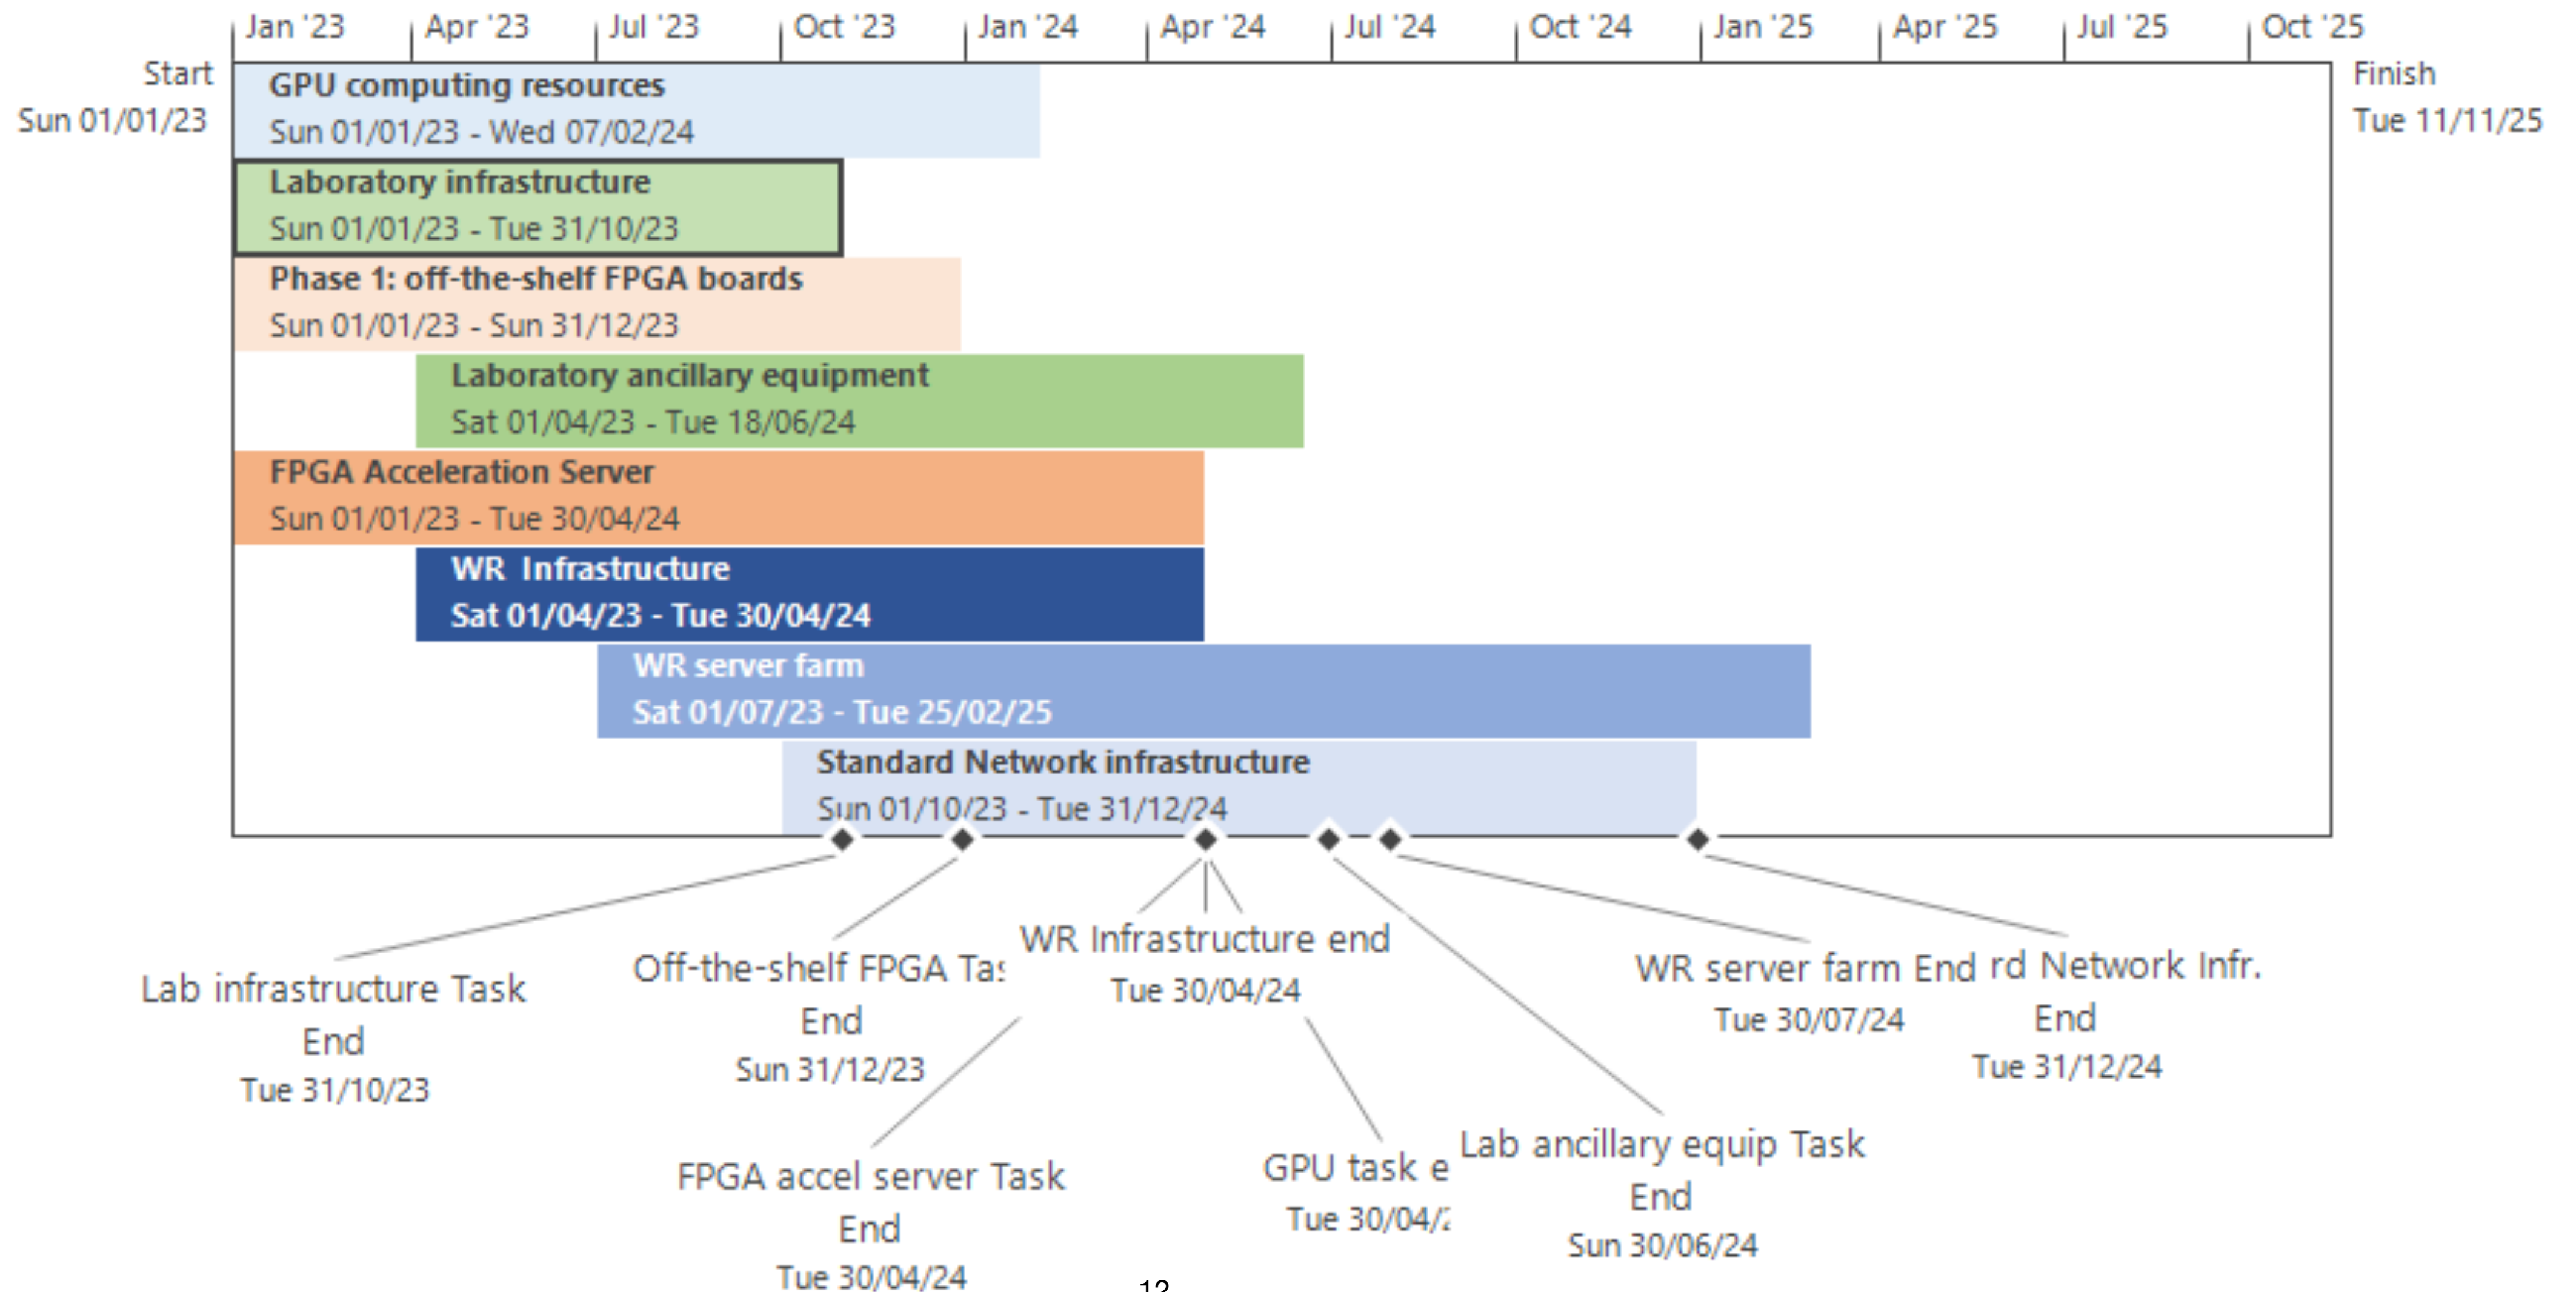 Jan '23 Apr '23 Jul '23 Oct '23 Jan '24 Apr '24 Jul '24 Oct '24 Jan '25 Apr '25 Jul '25 Oct '25
Start
Sun 01/01/23
Finish
Tue 11/11/25
GPU computing resources
Sun 01/01/23 - Wed 07/02/24
Laboratory infrastructure
Sun 01/01/23 - Tue 31/10/23
Phase 1: off-the-shelf FPGA boards
Sun 01/01/23 - Sun 31/12/23
Laboratory ancillary equipment
Sat 01/04/23 - Tue 18/06/24
FPGA Acceleration Server
Sun 01/01/23 - Tue 30/04/24
WR Infrastructure
Sat 01/04/23 - Tue 30/04/24
WR server farm
Sat 01/07/23 - Tue 25/02/25
Standard Network infrastructure
Sun 01/10/23 - Tue 31/12/24
Lab infrastructure Task
End
Tue 31/10/23
Off-the-shelf FPGA Tas
End
Sun 31/12/23
WR Infrastructure end
Tue 30/04/24
WR server farm End
Tue 30/07/24
rd Network Infr.
End
Tue 31/12/24
FPGA accel server Task
End
Tue 30/04/24
GPU task e
Tue 30/04/2
Lab ancillary equip Task
End
Sun 30/06/24
12